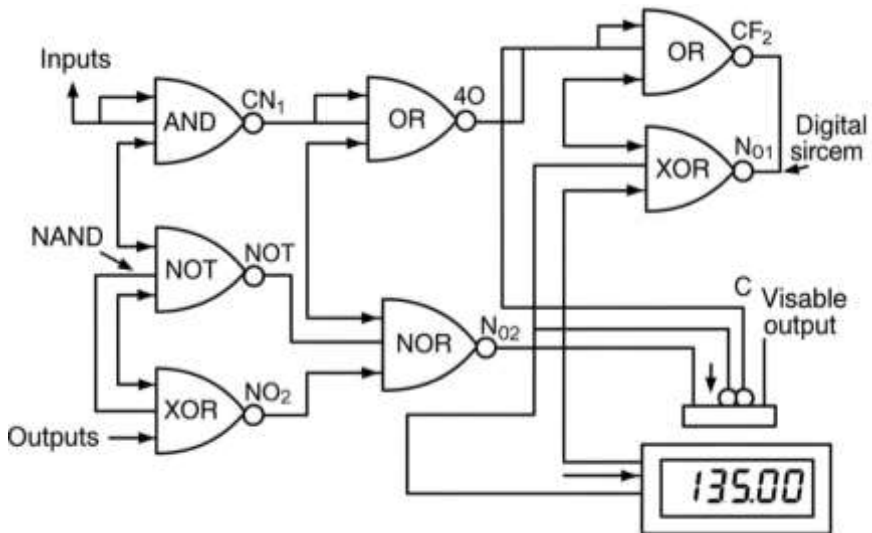 Inputs
AND
CN₁
OR
4O
OR
CF₂
XOR
N₀₁
Digital
sircem
NAND
NOT
NOT
NOR
N₀₂
C
Visable
output
XOR
NO₂
Outputs
135.00